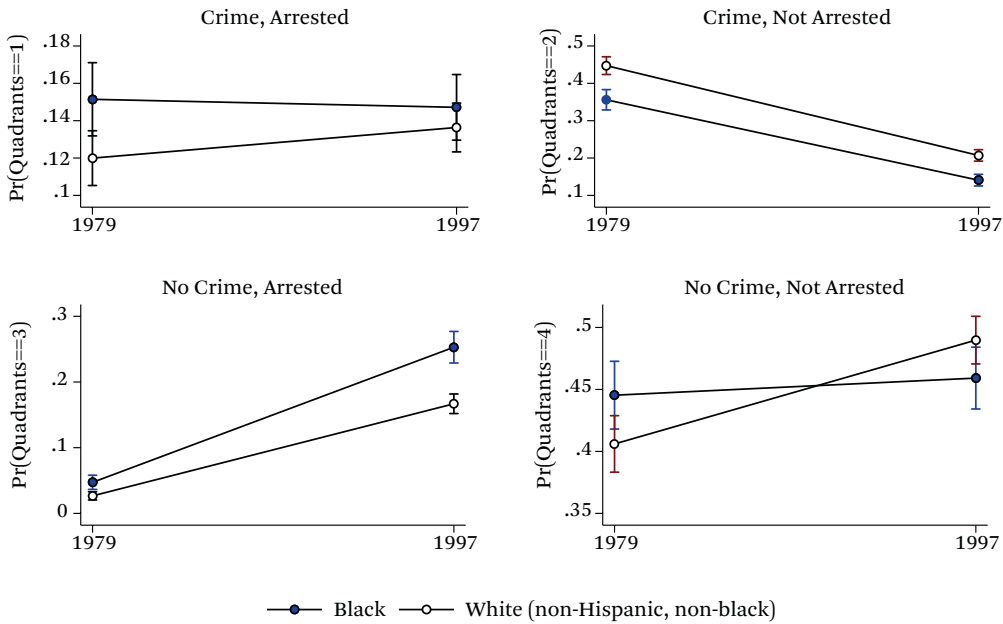 Crime, Arrested
Pr(Quadrants==1)
.18
.16
.14
.12
.1
1979 1997
Crime, Not Arrested
Pr(Quadrants==2)
.5
.4
.3
.2
.1
1979 1997
No Crime, Arrested
Pr(Quadrants==3)
.3
.2
.1
0
1979 1997
No Crime, Not Arrested
Pr(Quadrants==4)
.5
.45
.4
.35
1979 1997
Black White (non-Hispanic, non-black)